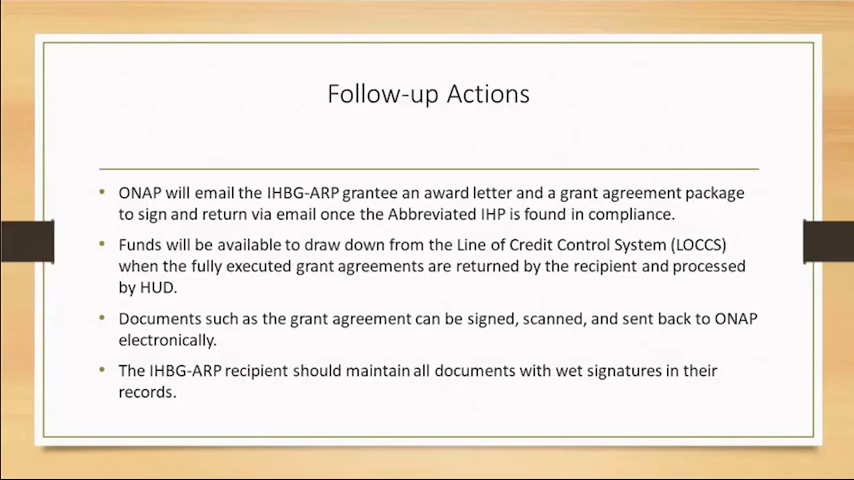 Follow-up Actions
• ONAP will email the IHBG-ARP grantee an award letter and a grant agreement package
to sign and return via email once the Abbreviated IHP is found in compliance.
• Funds will be available to draw down from the Line of Credit Control System (LOCCS)
when the fully executed grant agreements are returned by the recipient and processed
by HUD.
• Documents such as the grant agreement can be signed, scanned, and sent back to ONAP
electronically.
• The IHBG-ARP recipient should maintain all documents with wet signatures in their
records.